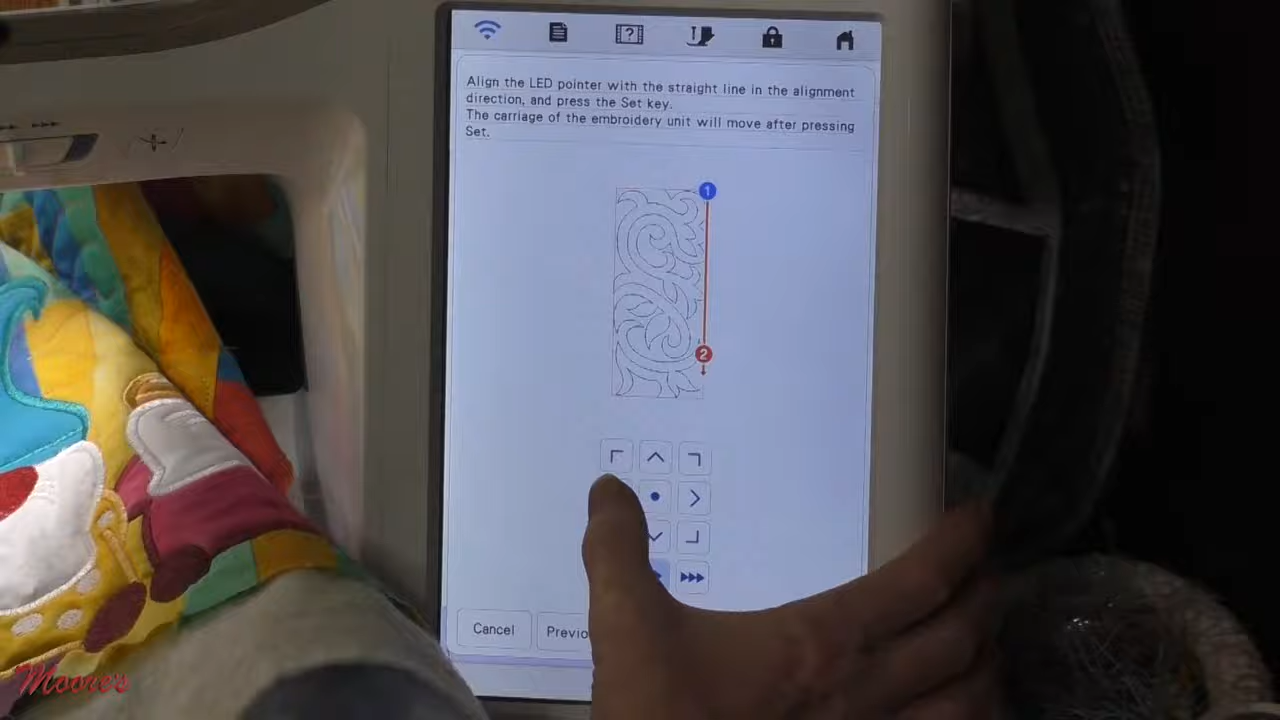 Align the LED pointer with the straight line in the alignment
direction, and press the Set key.
The carriage of the embroidery unit will move after pressing
Set.
1
2
Cancel
Previo
Moore's